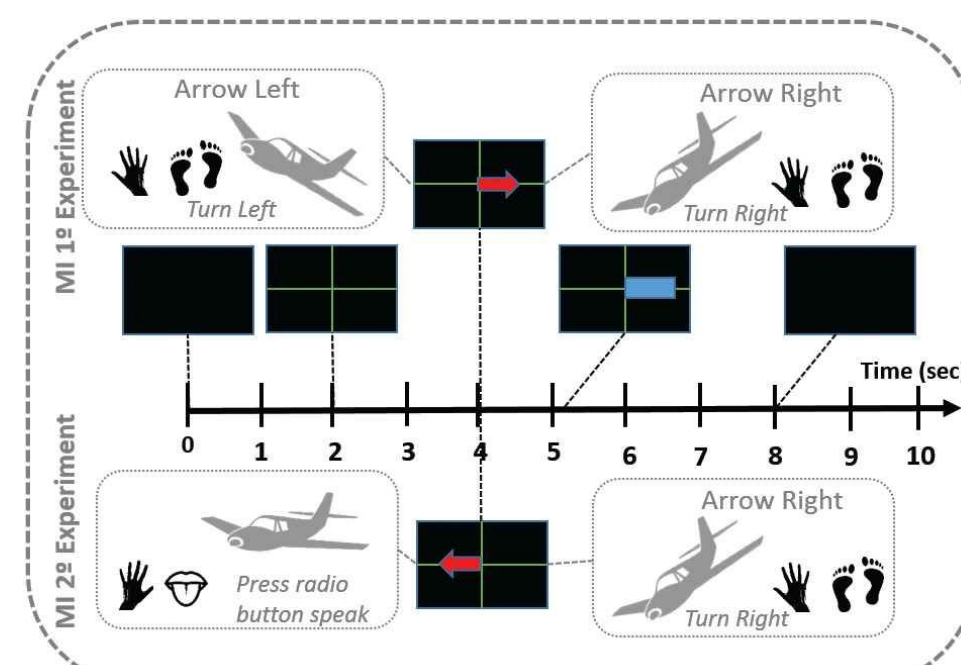 MI 1º Experiment
Arrow Left
Turn Left
Arrow Right
Turn Right
Time (sec)
0 1 2 3 4 5 6 7 8 9 10
MI 2º Experiment
Press radio
button speak
Arrow Right
Turn Right